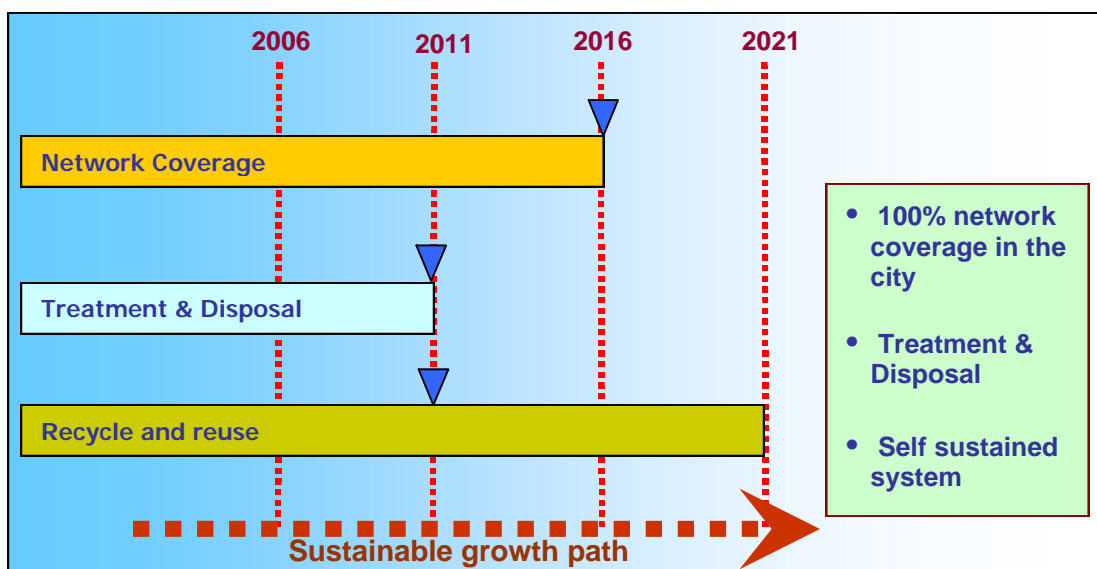 2006 2011 2016 2021
Network Coverage
Treatment & Disposal
Recycle and reuse
Sustainable growth path
• 100% network
coverage in the
city
• Treatment &
Disposal
• Self sustained
system